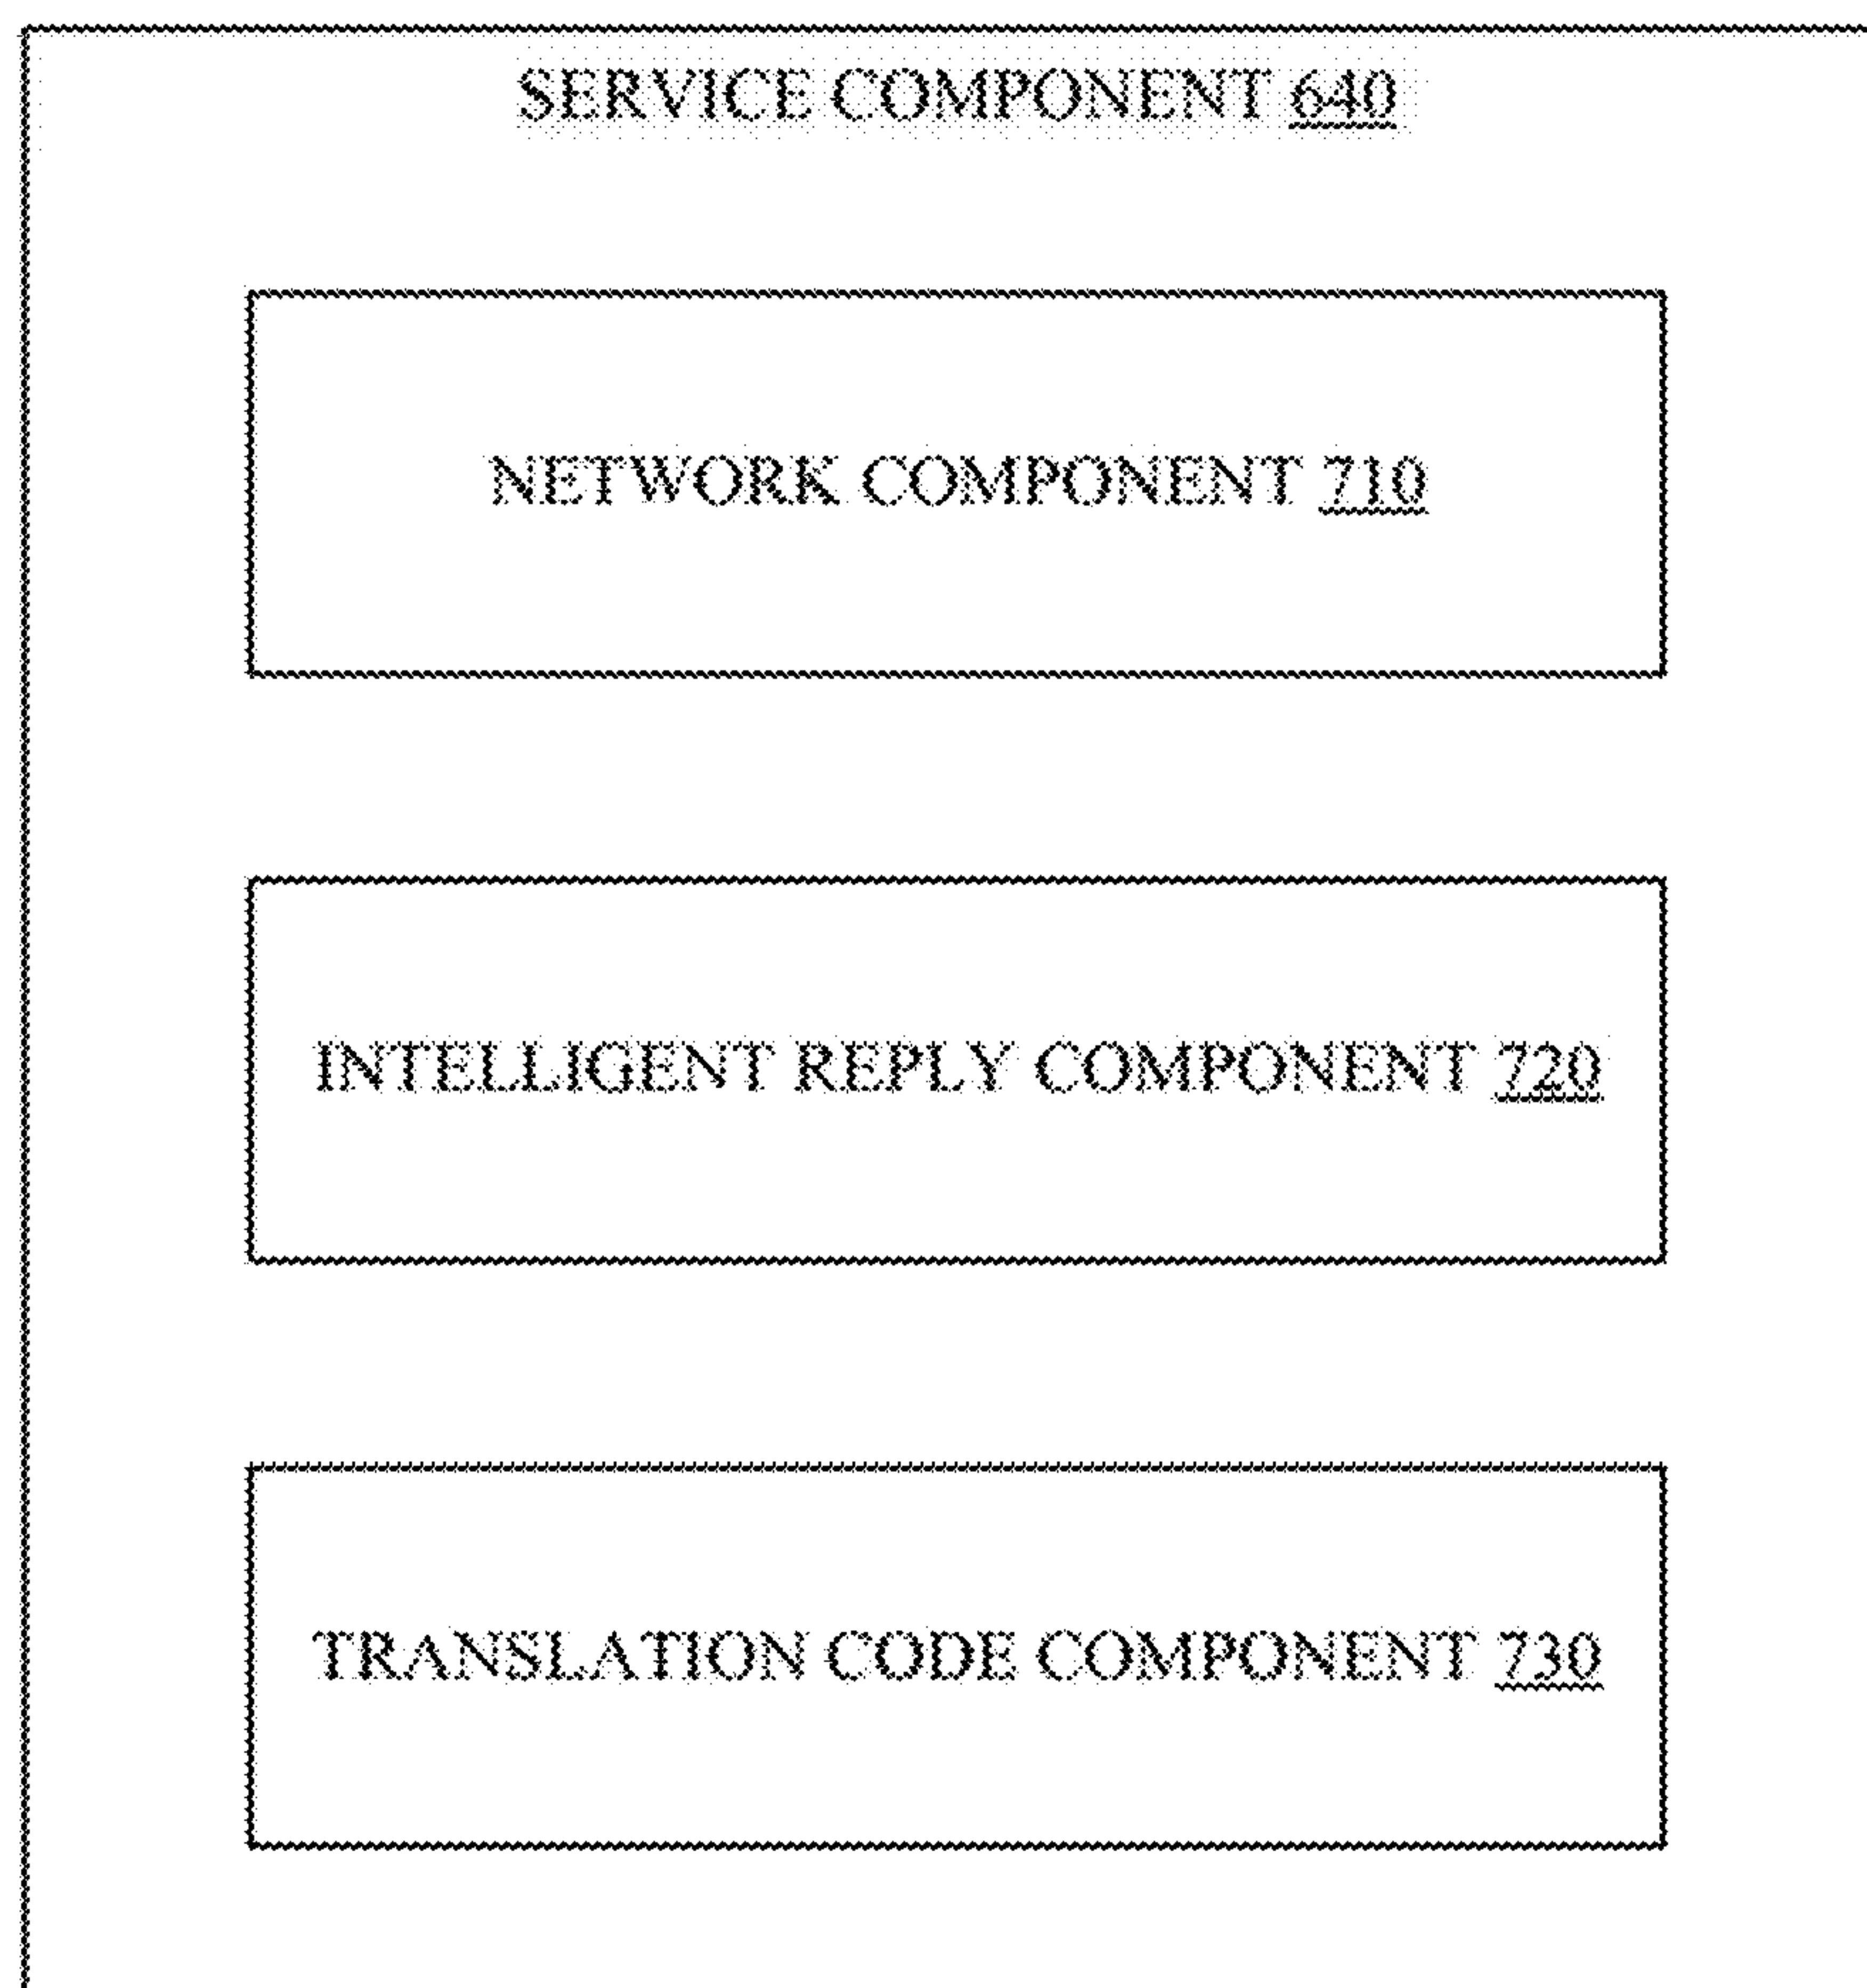 SERVICE COMPONENT 640
NETWORK COMPONENT 710
INTELLIGENT REPLY COMPONENT 720
TRANSLATION CODE COMPONENT 730